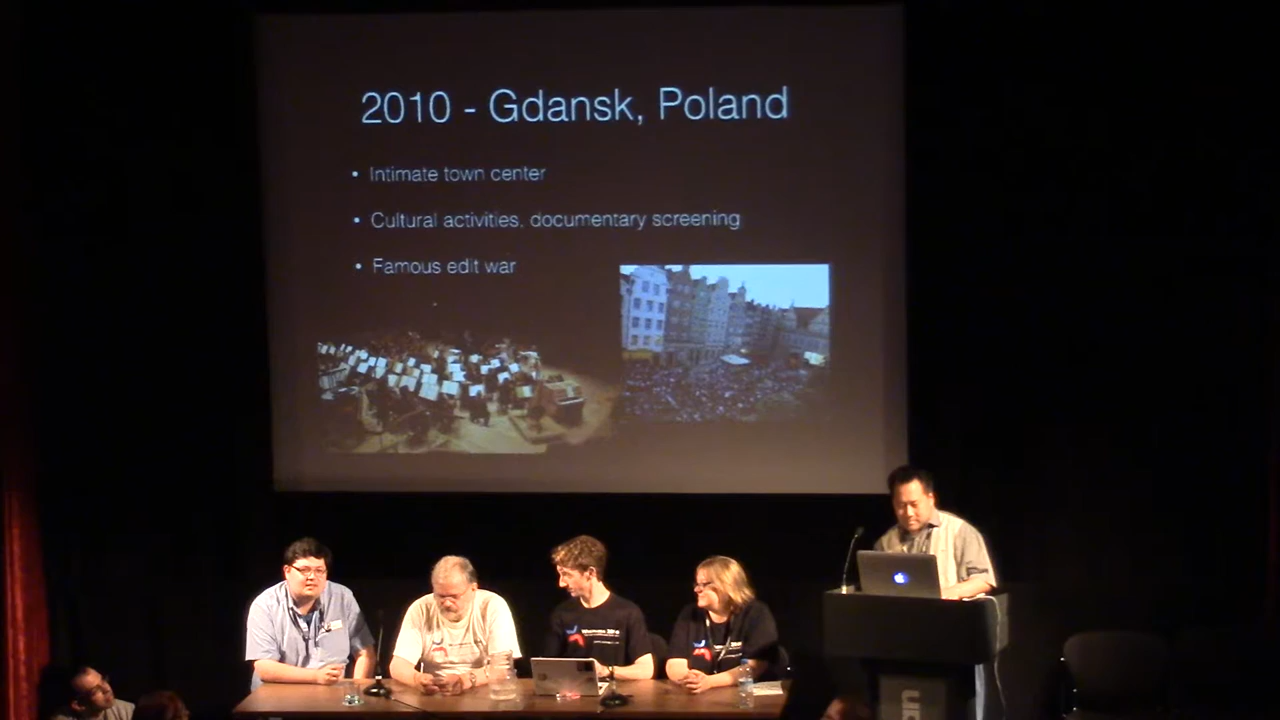 2010 - Gdansk, Poland
• Intimate town center
• Cultural activities, documentary screening
• Famous edit war